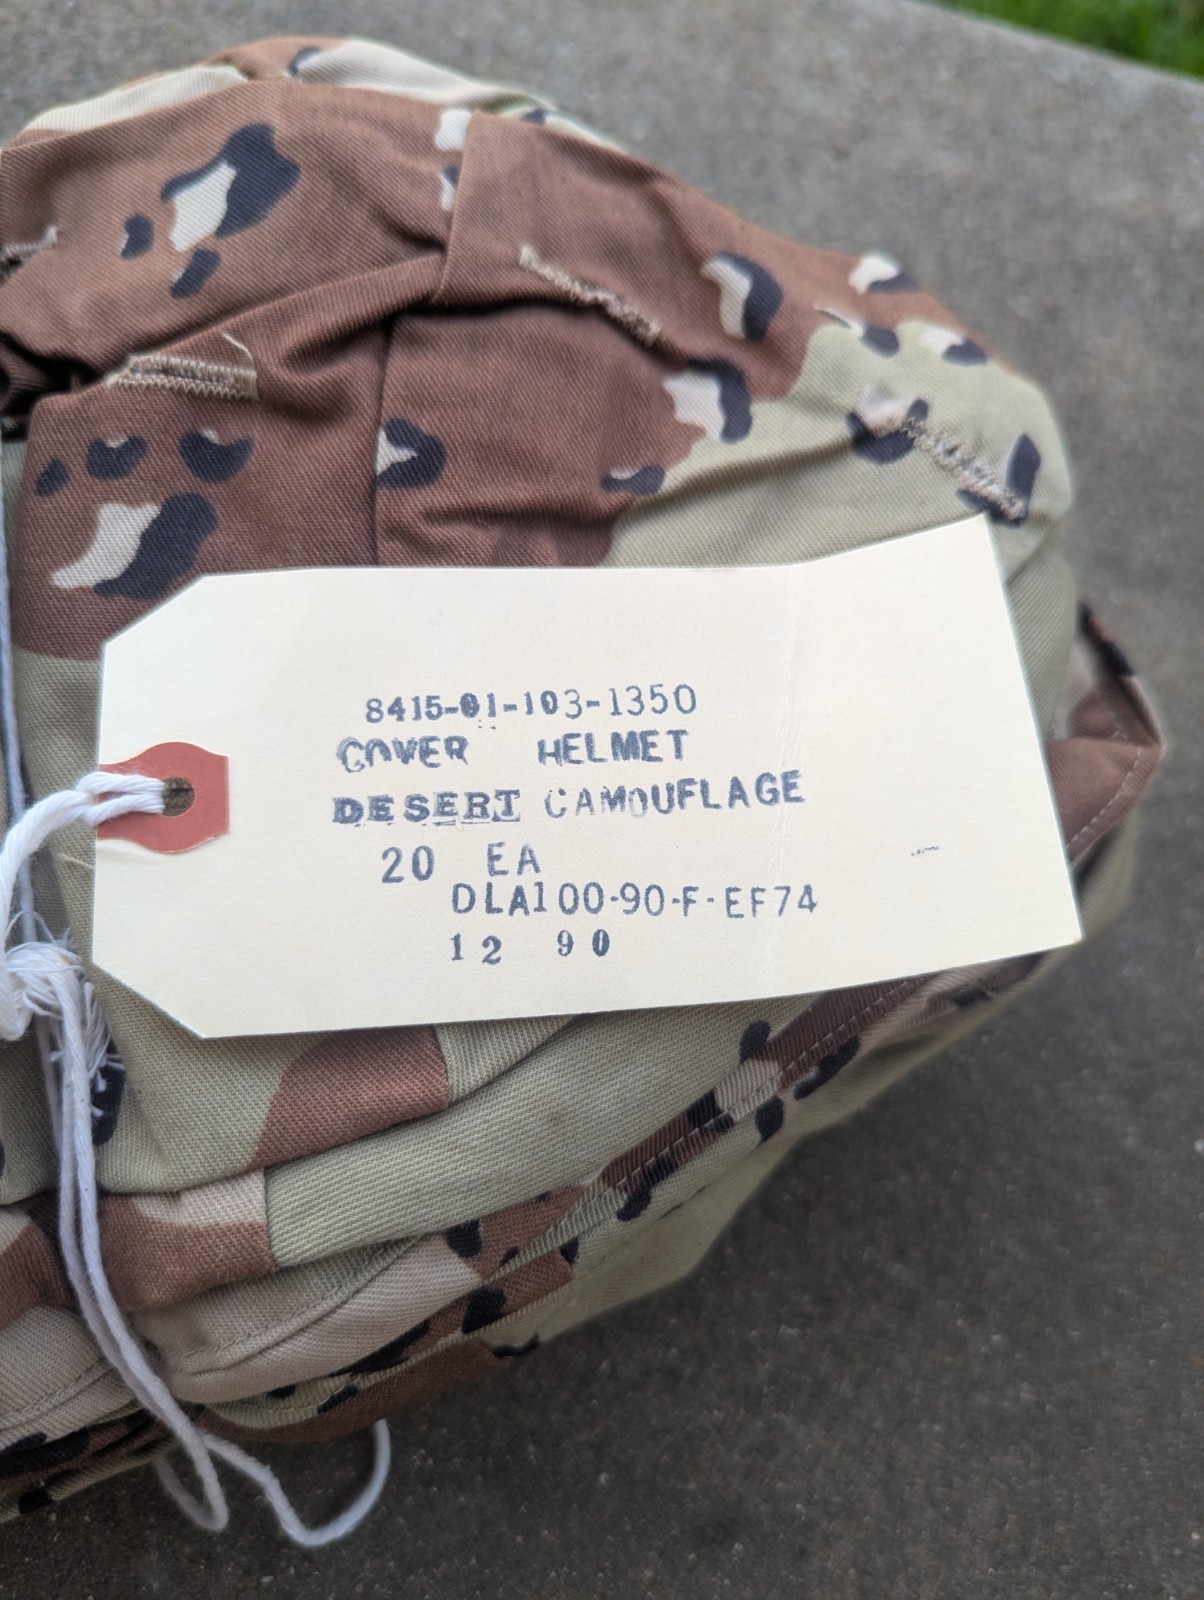 8415-01-103-1350
COVER HELMET
DESERT CAMOUFLAGE
20 EA
DLA100-90-F-EF74
12 90